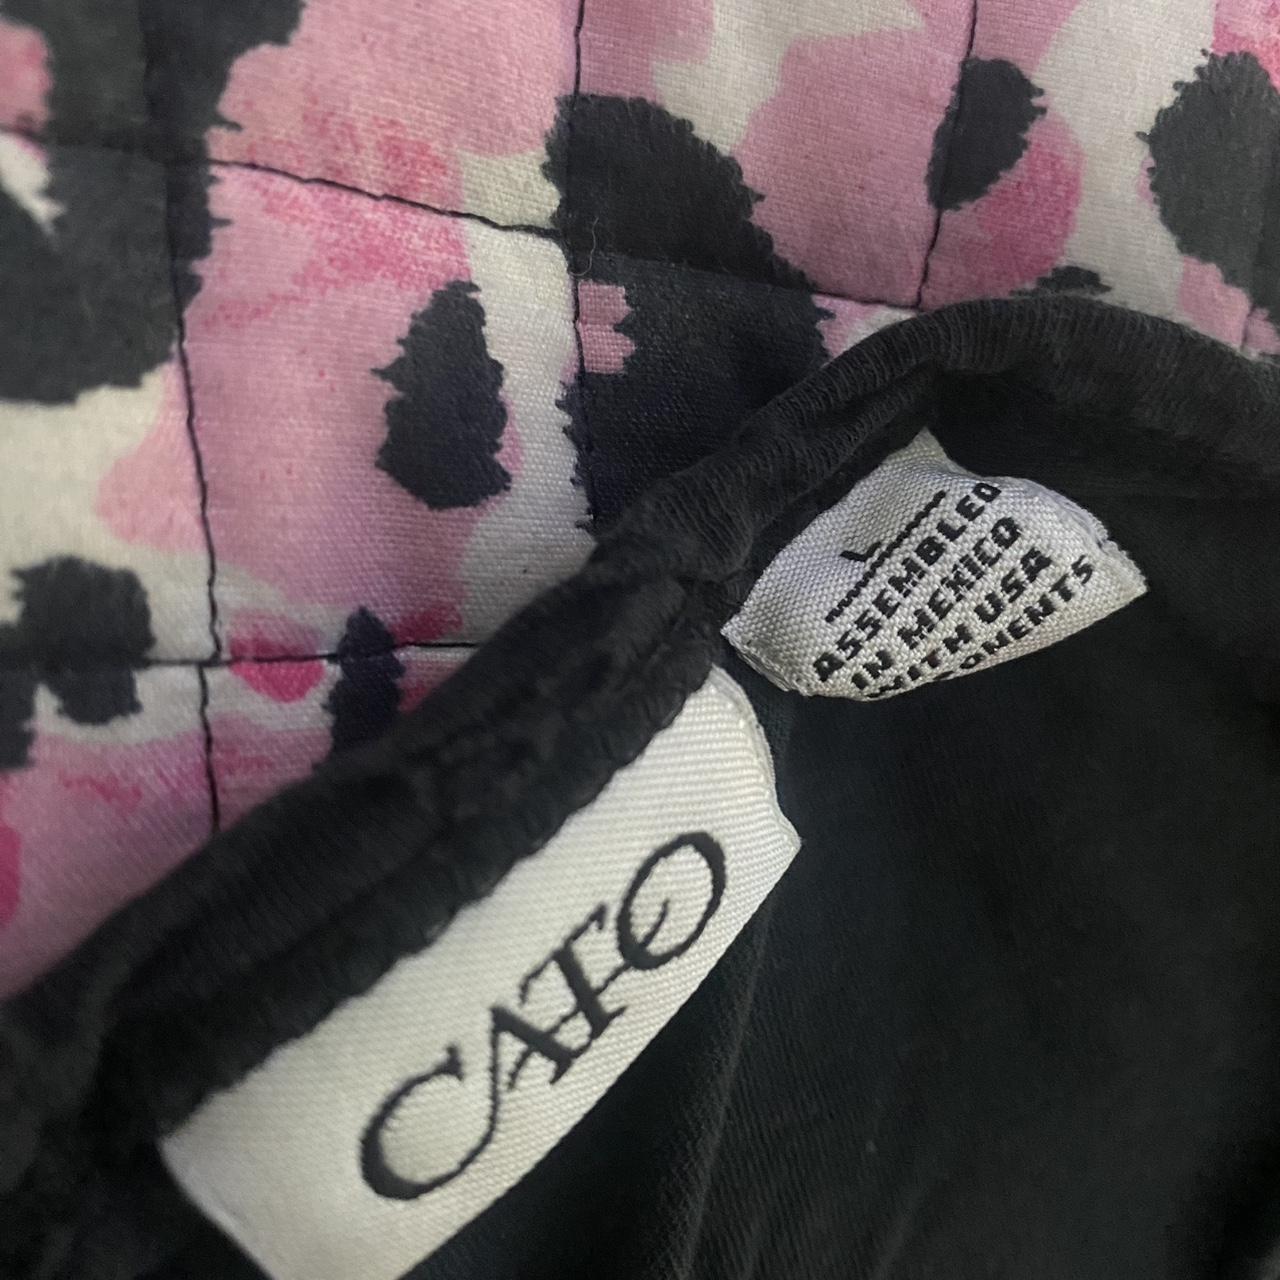 CATO
L
ASSEMBLED
IN MEXICO
WITH USA